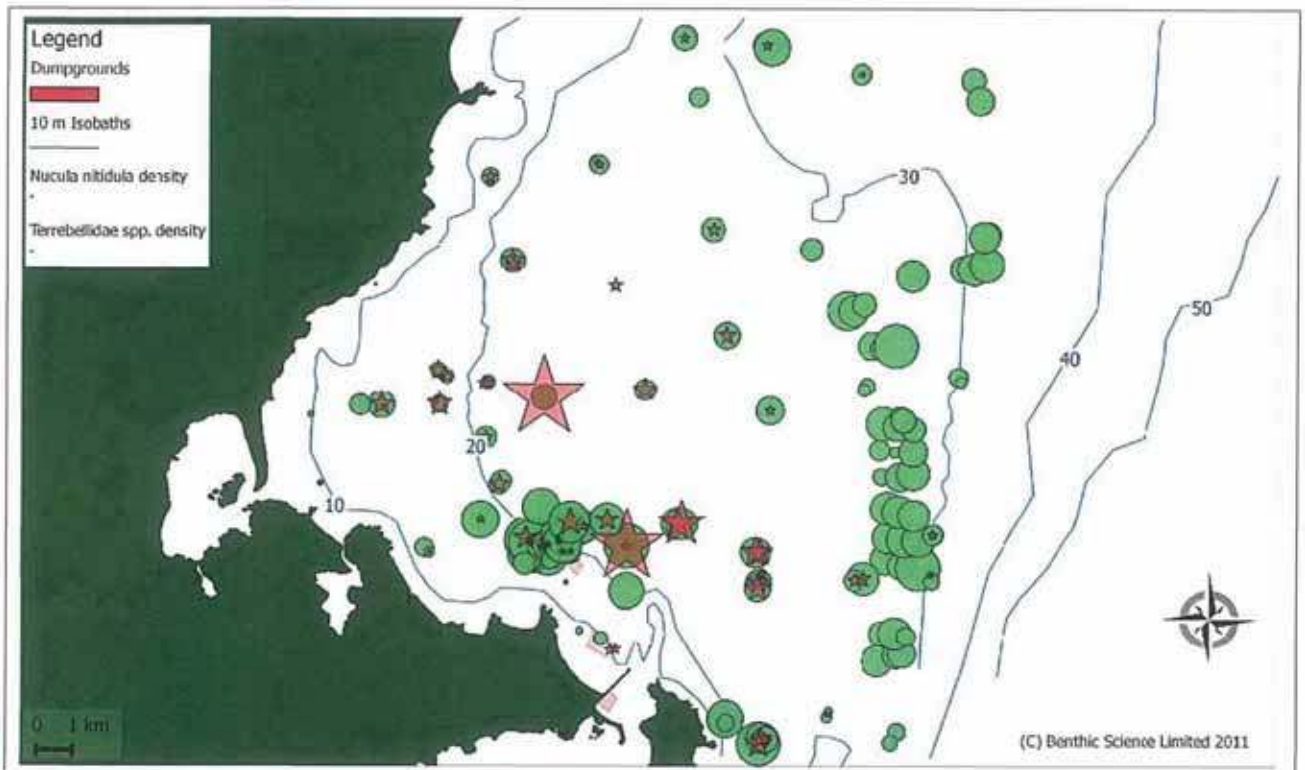 Legend
Dumpgrounds
10 m Isobaths
Nucula nitidula density
Terrebellidae spp. density
30
50
40
20
10
0 1 km
(C) Benthic Science Limited 2011